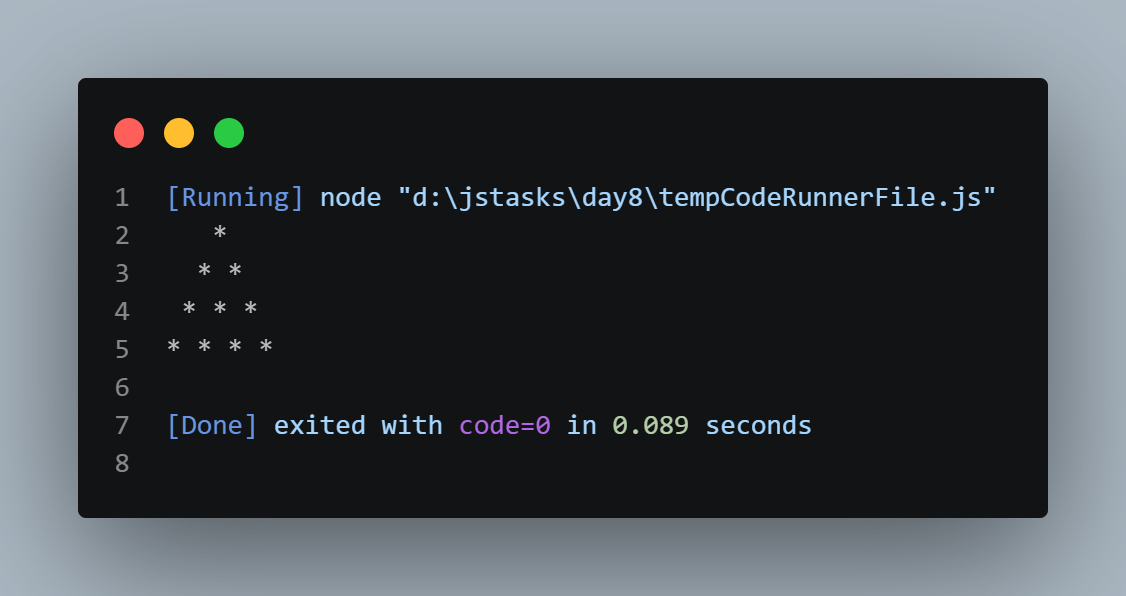 1 [Running] node "d:\jstasks\day8\tempCodeRunnerFile.js"
2    *
3   * *
4  * * *
5 * * * *
6
7 [Done] exited with code=0 in 0.089 seconds
8